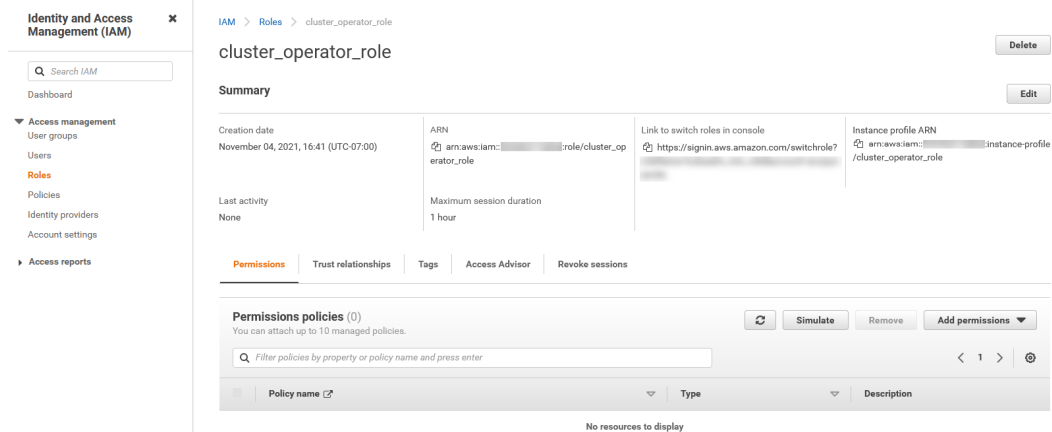 Identity and Access
Management (IAM)
Search IAM
Dashboard
Access management
User groups
Users
Roles
Policies
Identity providers
Account settings
Access reports
IAM > Roles > cluster_operator_role
cluster_operator_role
Delete
Summary
Edit
Creation date
November 04, 2021, 16:41 (UTC-07:00)
ARN
arn:aws:iam:: :role/cluster_op
erator_role
Link to switch roles in console
https://signin.aws.amazon.com/switchrole?
Instance profile ARN
arn:aws:iam:: :instance-profile
/cluster_operator_role
Last activity
None
Maximum session duration
1 hour
Permissions
Trust relationships
Tags
Access Advisor
Revoke sessions
Permissions policies (0)
You can attach up to 10 managed policies.
Simulate
Remove
Add permissions
Filter policies by property or policy name and press enter
< 1 >
Policy name
Type
Description
No resources to display